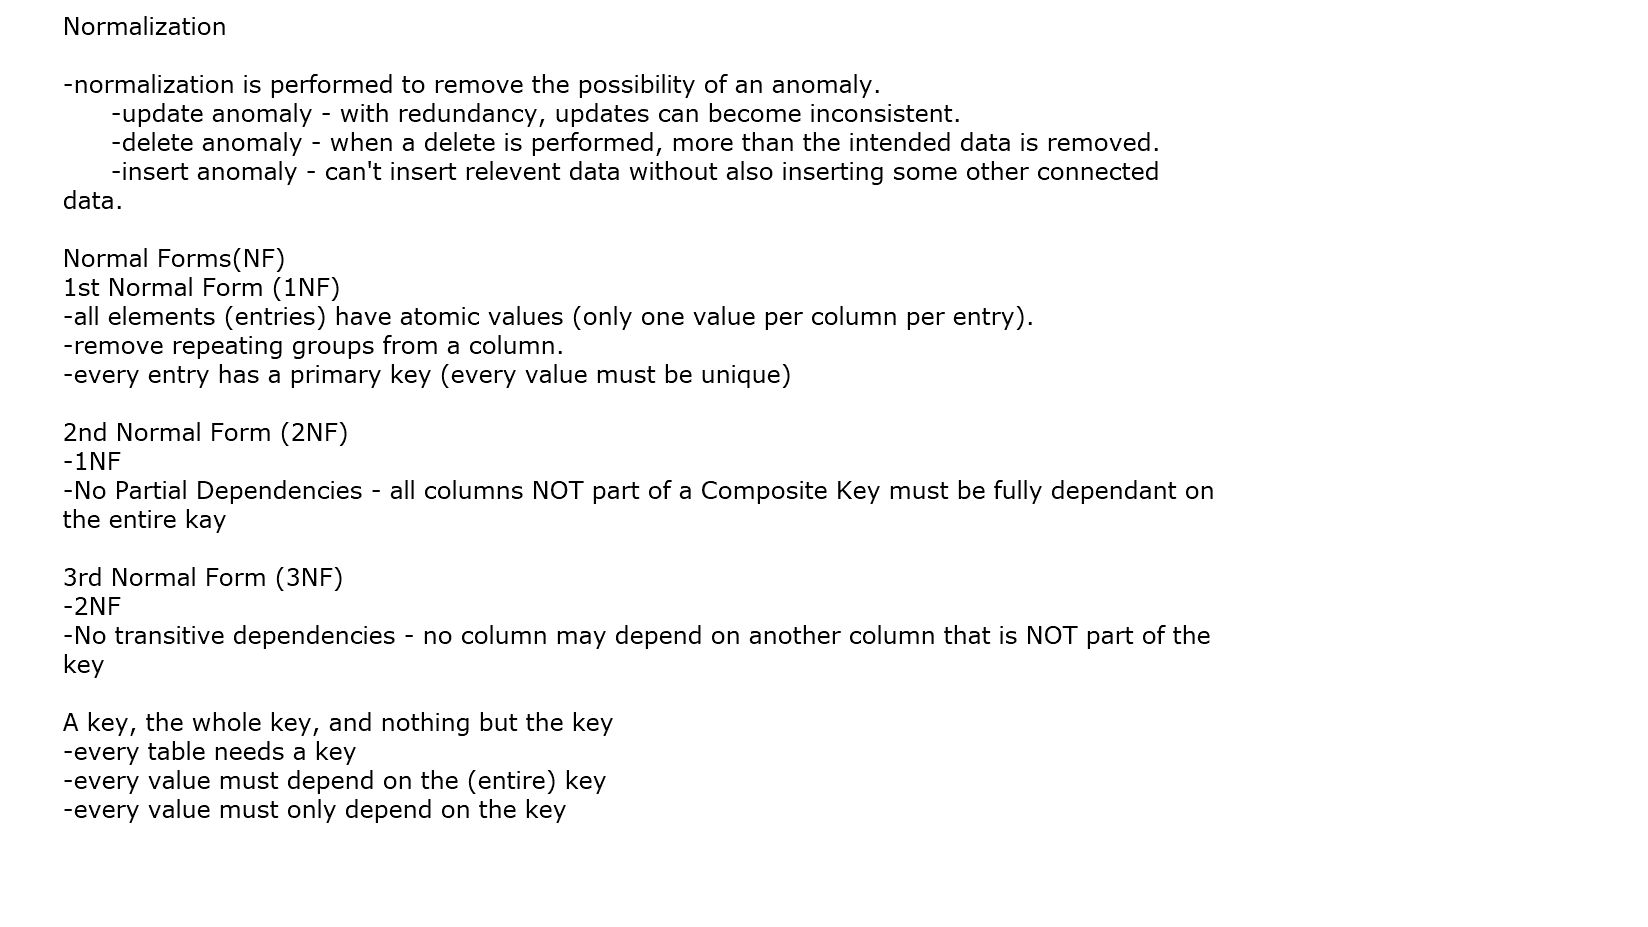 Normalization
-normalization is performed to remove the possibility of an anomaly.
-update anomaly - with redundancy, updates can become inconsistent.
-delete anomaly - when a delete is performed, more than the intended data is removed.
-insert anomaly - can't insert relevent data without also inserting some other connected
data.
Normal Forms(NF)
1st Normal Form (1NF)
-all elements (entries) have atomic values (only one value per column per entry).
-remove repeating groups from a column.
-every entry has a primary key (every value must be unique)
2nd Normal Form (2NF)
-1NF
-No Partial Dependencies - all columns NOT part of a Composite Key must be fully dependant on
the entire kay
3rd Normal Form (3NF)
-2NF
-No transitive dependencies - no column may depend on another column that is NOT part of the
key
A key, the whole key, and nothing but the key
-every table needs a key
-every value must depend on the (entire) key
-every value must only depend on the key